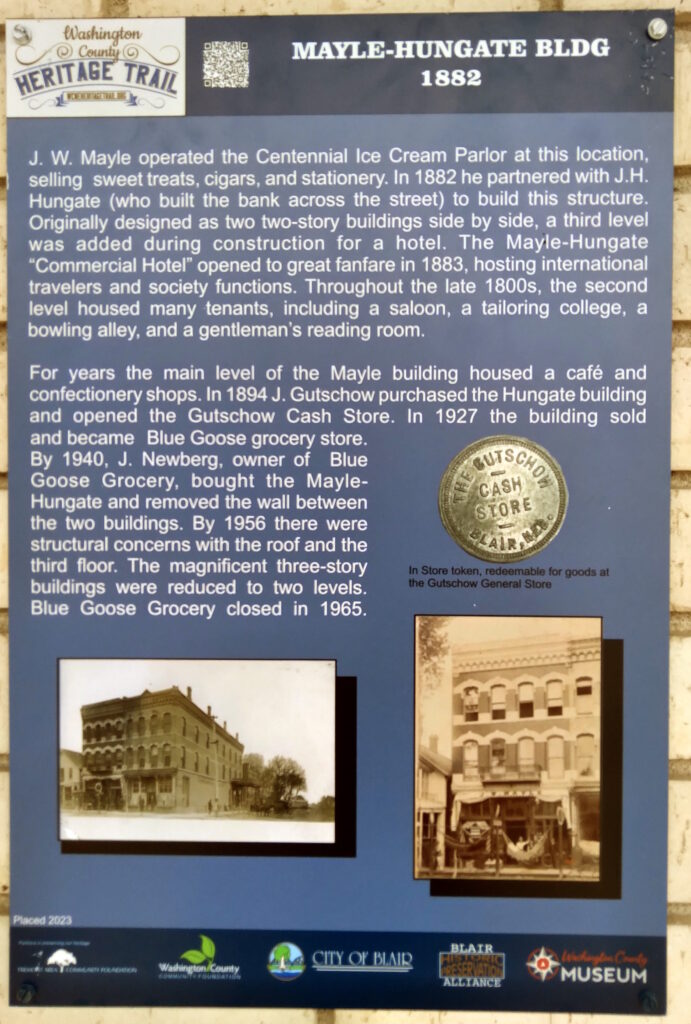 Washington
County
HERITAGE TRAIL
WCNEHERITAGETRAIL.ORG
MAYLE-HUNGATE BLDG
1882
J. W. Mayle operated the Centennial Ice Cream Parlor at this location,
selling sweet treats, cigars, and stationery. In 1882 he partnered with J.H.
Hungate (who built the bank across the street) to build this structure.
Originally designed as two two-story buildings side by side, a third level
was added during construction for a hotel. The Mayle-Hungate
“Commercial Hotel” opened to great fanfare in 1883, hosting international
travelers and society functions. Throughout the late 1800s, the second
level housed many tenants, including a saloon, a tailoring college, a
bowling alley, and a gentleman’s reading room.
For years the main level of the Mayle building housed a café and
confectionery shops. In 1894 J. Gutschow purchased the Hungate building
and opened the Gutschow Cash Store. In 1927 the building sold
and became Blue Goose grocery store.
By 1940, J. Newberg, owner of Blue
Goose Grocery, bought the Mayle-
Hungate and removed the wall between
the two buildings. By 1956 there were
structural concerns with the roof and the
third floor. The magnificent three-story
buildings were reduced to two levels.
Blue Goose Grocery closed in 1965.
THE GUTSCHOW
CASH
STORE
BLAIR, NEB.
In Store token, redeemable for goods at
the Gutschow General Store
Placed 2023
Partners in preserving our heritage
COMMUNITY FOUNDATION
Washington County
COMMUNITY FOUNDATION
CITY OF BLAIR
BLAIR
HISTORIC
PRESERVATION
ALLIANCE
Washington County
MUSEUM